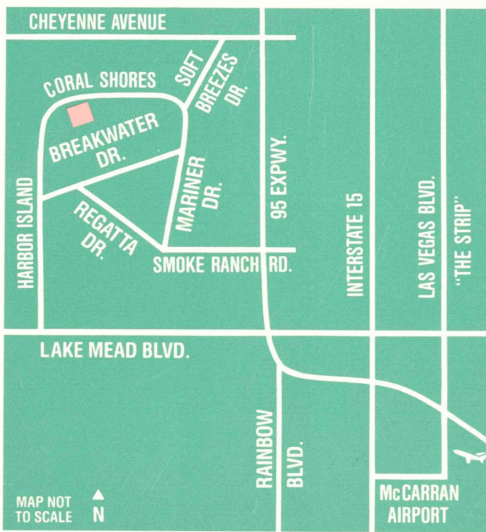 CHEYENNE AVENUE
CORAL SHORES
SOFT
BREEZES
DR.
BREAKWATER
DR.
HARBOR ISLAND
REGATTA
DR.
MARINER
DR.
95 EXPWY.
INTERSTATE 15
LAS VEGAS BLVD.
"THE STRIP"
SMOKE RANCH RD.
LAKE MEAD BLVD.
RAINBOW
BLVD.
MAP NOT
TO SCALE
N
McCARRAN
AIRPORT